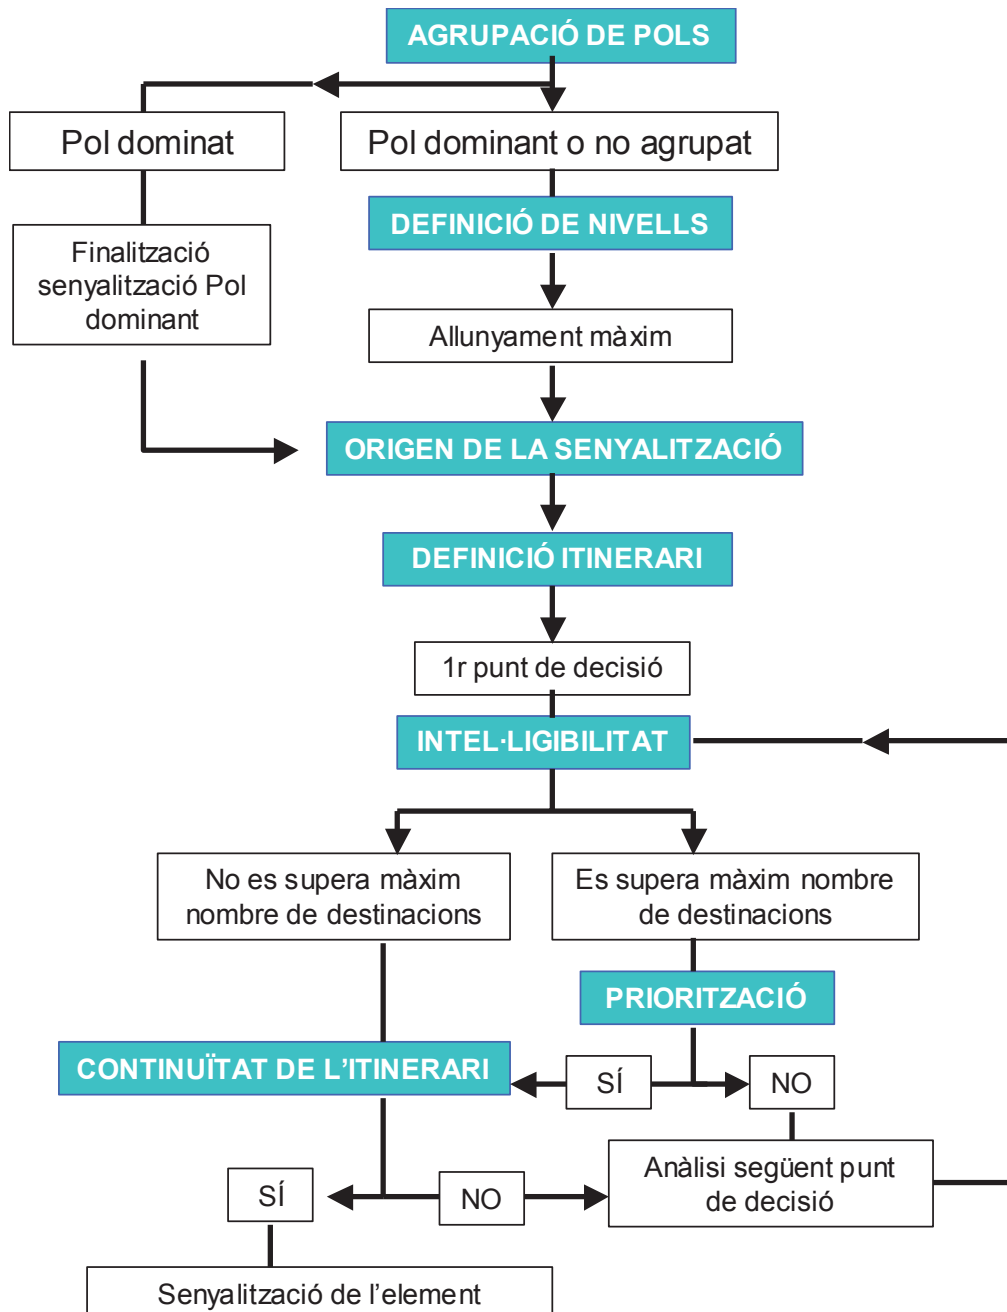 AGRUPACIÓ DE POLS
Pol dominat
Pol dominant o no agrupat
DEFINICIÓ DE NIVELLS
Finalització
senyalització Pol
dominant
Allunyament màxim
ORIGEN DE LA SENYALITZACIÓ
DEFINICIÓ ITINERARI
1r punt de decisió
INTEL·LIGIBILITAT
No es supera màxim
nombre de destinacions
Es supera màxim nombre
de destinacions
PRIORITZACIÓ
CONTINUÏTAT DE L’ITINERARI
SÍ
NO
Anàlisi següent punt
de decisió
SÍ
NO
Senyalització de l’element